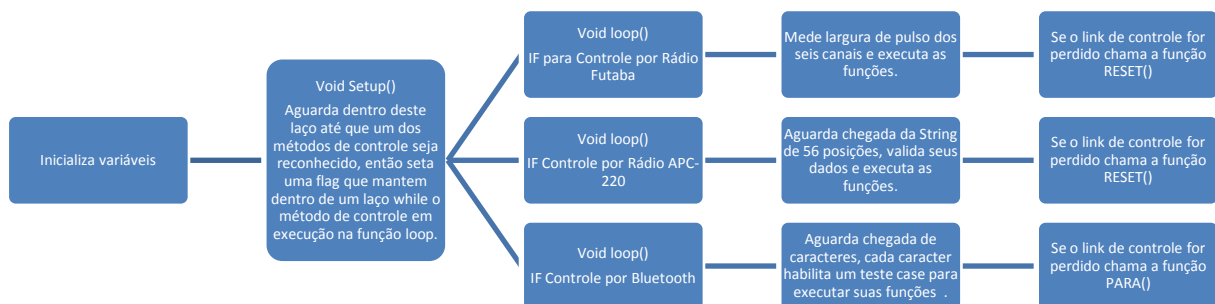 Inicializa variáveis
Void Setup()
Aguarda dentro deste
laço até que um dos
métodos de controle seja
reconhecido, então seta
uma flag que mantem
dentro de um laço while o
método de controle em
execução na função loop.
Void loop()
IF para Controle por Rádio
Futaba
Mede largura de pulso dos
seis canais e executa as
funções.
Se o link de controle for
perdido chama a função
RESET()
Void loop()
IF Controle por Rádio APC-
220
Aguarda chegada da String
de 56 posições, valida seus
dados e executa as
funções.
Se o link de controle for
perdido chama a função
RESET()
Void loop()
IF Controle por Bluetooth
Aguarda chegada de
caracteres, cada caracter
habilita um teste case para
executar suas funções .
Se o link de controle for
perdido chama a função
PARA()